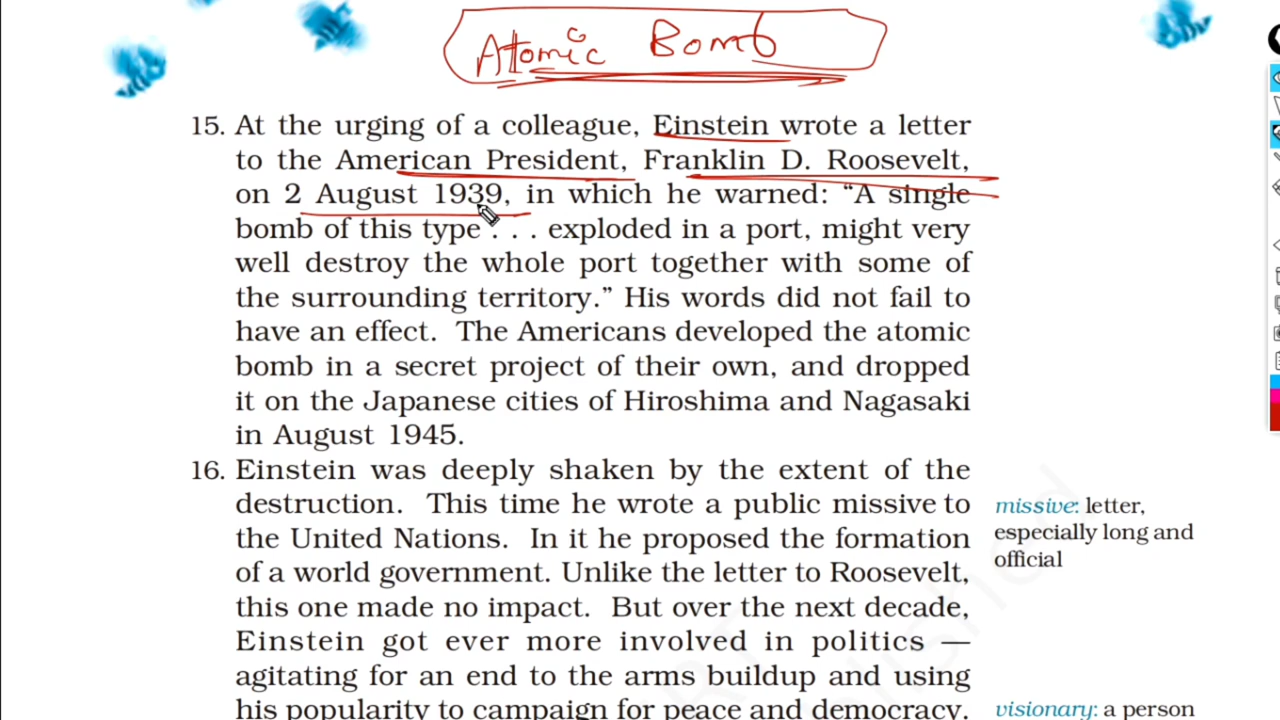 Atomic Bomb
15. At the urging of a colleague, Einstein wrote a letter
to the American President, Franklin D. Roosevelt,
on 2 August 1939, in which he warned: “A single
bomb of this type . . . exploded in a port, might very
well destroy the whole port together with some of
the surrounding territory.” His words did not fail to
have an effect. The Americans developed the atomic
bomb in a secret project of their own, and dropped
it on the Japanese cities of Hiroshima and Nagasaki
in August 1945.
16. Einstein was deeply shaken by the extent of the
destruction. This time he wrote a public missive to
the United Nations. In it he proposed the formation
of a world government. Unlike the letter to Roosevelt,
this one made no impact. But over the next decade,
Einstein got ever more involved in politics —
agitating for an end to the arms buildup and using
his popularity to campaign for peace and democracy.
missive: letter,
especially long and
official
visionary: a person